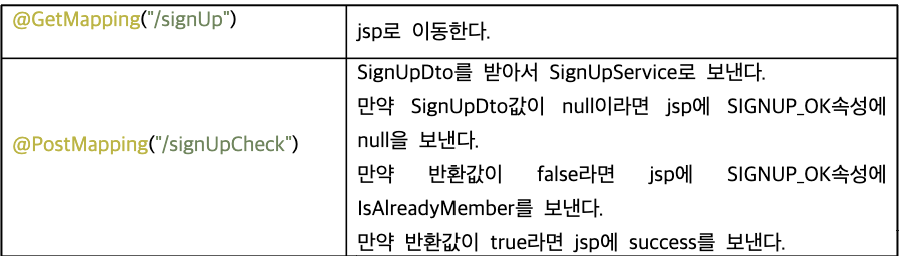 @GetMapping("/signUp")
jsp로 이동한다.
@PostMapping("/signUpCheck")
SignUpDto를 받아서 SignUpService로 보낸다.
만약 SignUpDto값이 null이라면 jsp에 SIGNUP_OK속성에
null을 보낸다.
만약 반환값이 false라면 jsp에 SIGNUP_OK속성에
IsAlreadyMember를 보낸다.
만약 반환값이 true라면 jsp에 success를 보낸다.